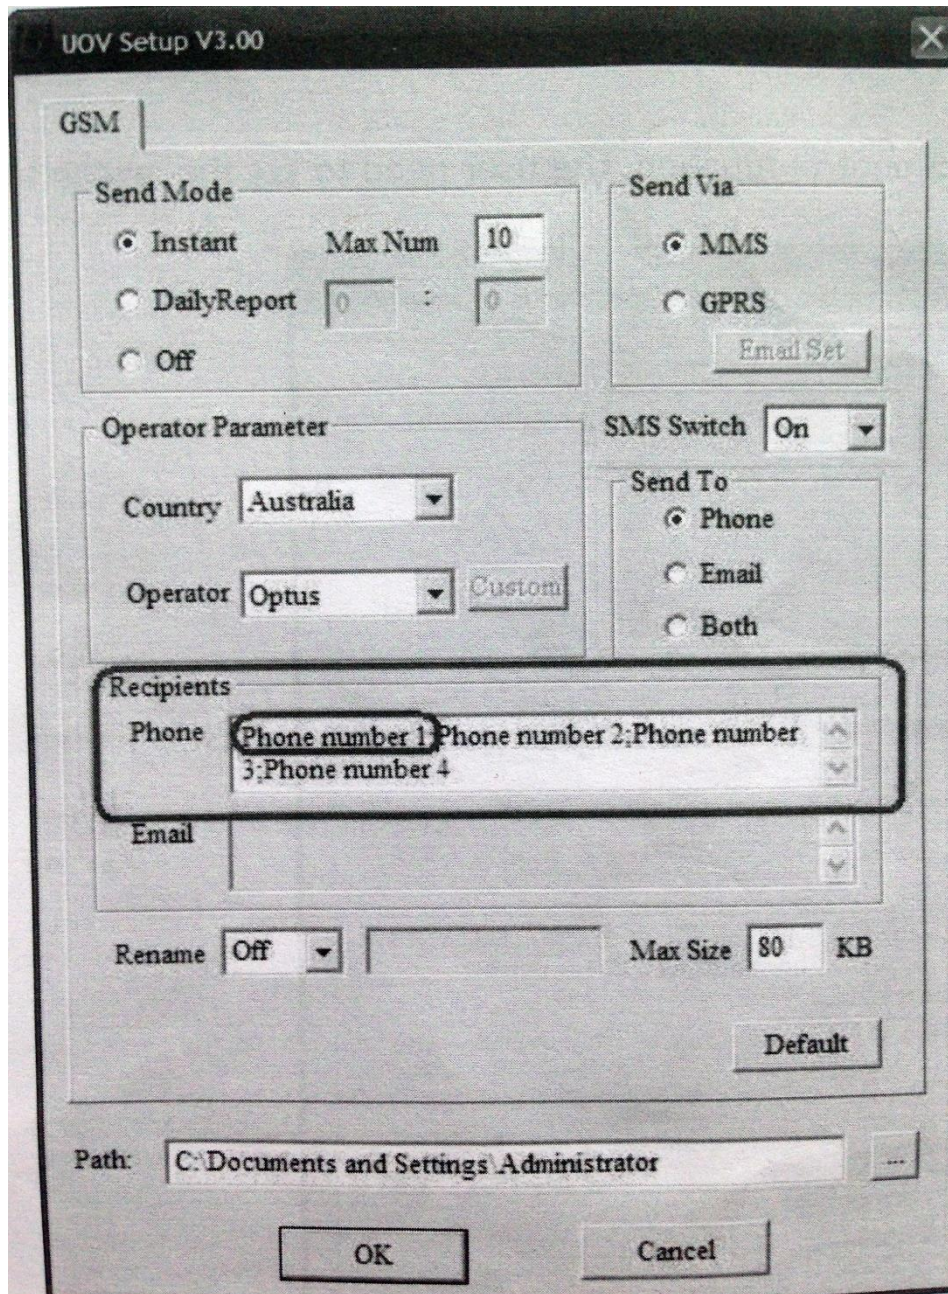 UOV Setup V3.00
GSM
Send Mode
Instant Max Num 10
DailyReport 0 : 0
Off
Send Via
MMS
GPRS
Email Set
Operator Parameter
Country Australia
Operator Optus Custom
SMS Switch On
Send To
Phone
Email
Both
Recipients
Phone Phone number 1;Phone number 2;Phone number
3;Phone number 4
Email
Rename Off Max Size 80 KB
Default
Path: C:\Documents and Settings\Administrator ...
OK Cancel